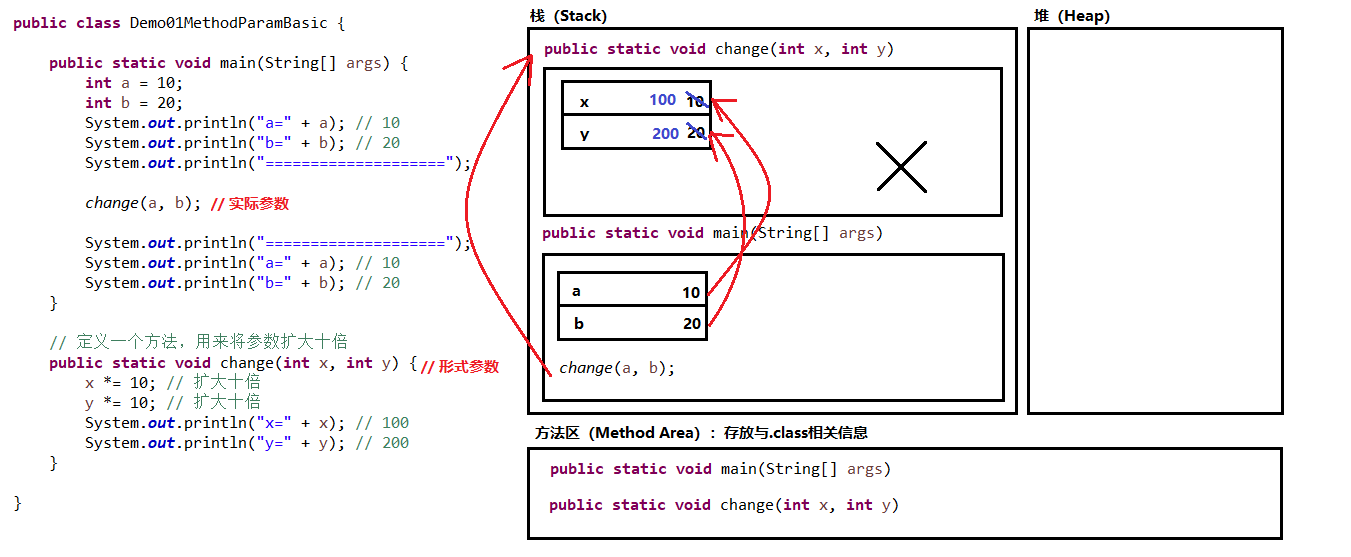 public class Demo01MethodParamBasic {
public static void main(String[] args) {
int a = 10;
int b = 20;
System.out.println("a=" + a); // 10
System.out.println("b=" + b); // 20
System.out.println("====================");
change(a, b); // 实际参数
System.out.println("====================");
System.out.println("a=" + a); // 10
System.out.println("b=" + b); // 20
}
// 定义一个方法，用来将参数扩大十倍
public static void change(int x, int y) { // 形式参数
x *= 10; // 扩大十倍
y *= 10; // 扩大十倍
System.out.println("x=" + x); // 100
System.out.println("y=" + y); // 200
}
}
栈（Stack)
public static void change(int x, int y)
x 100 10
y 200 20
public static void main(String[] args)
a 10
b 20
change(a, b);
堆（Heap）
方法区（Method Area）：存放与.class相关信息
public static void main(String[] args)
public static void change(int x, int y)